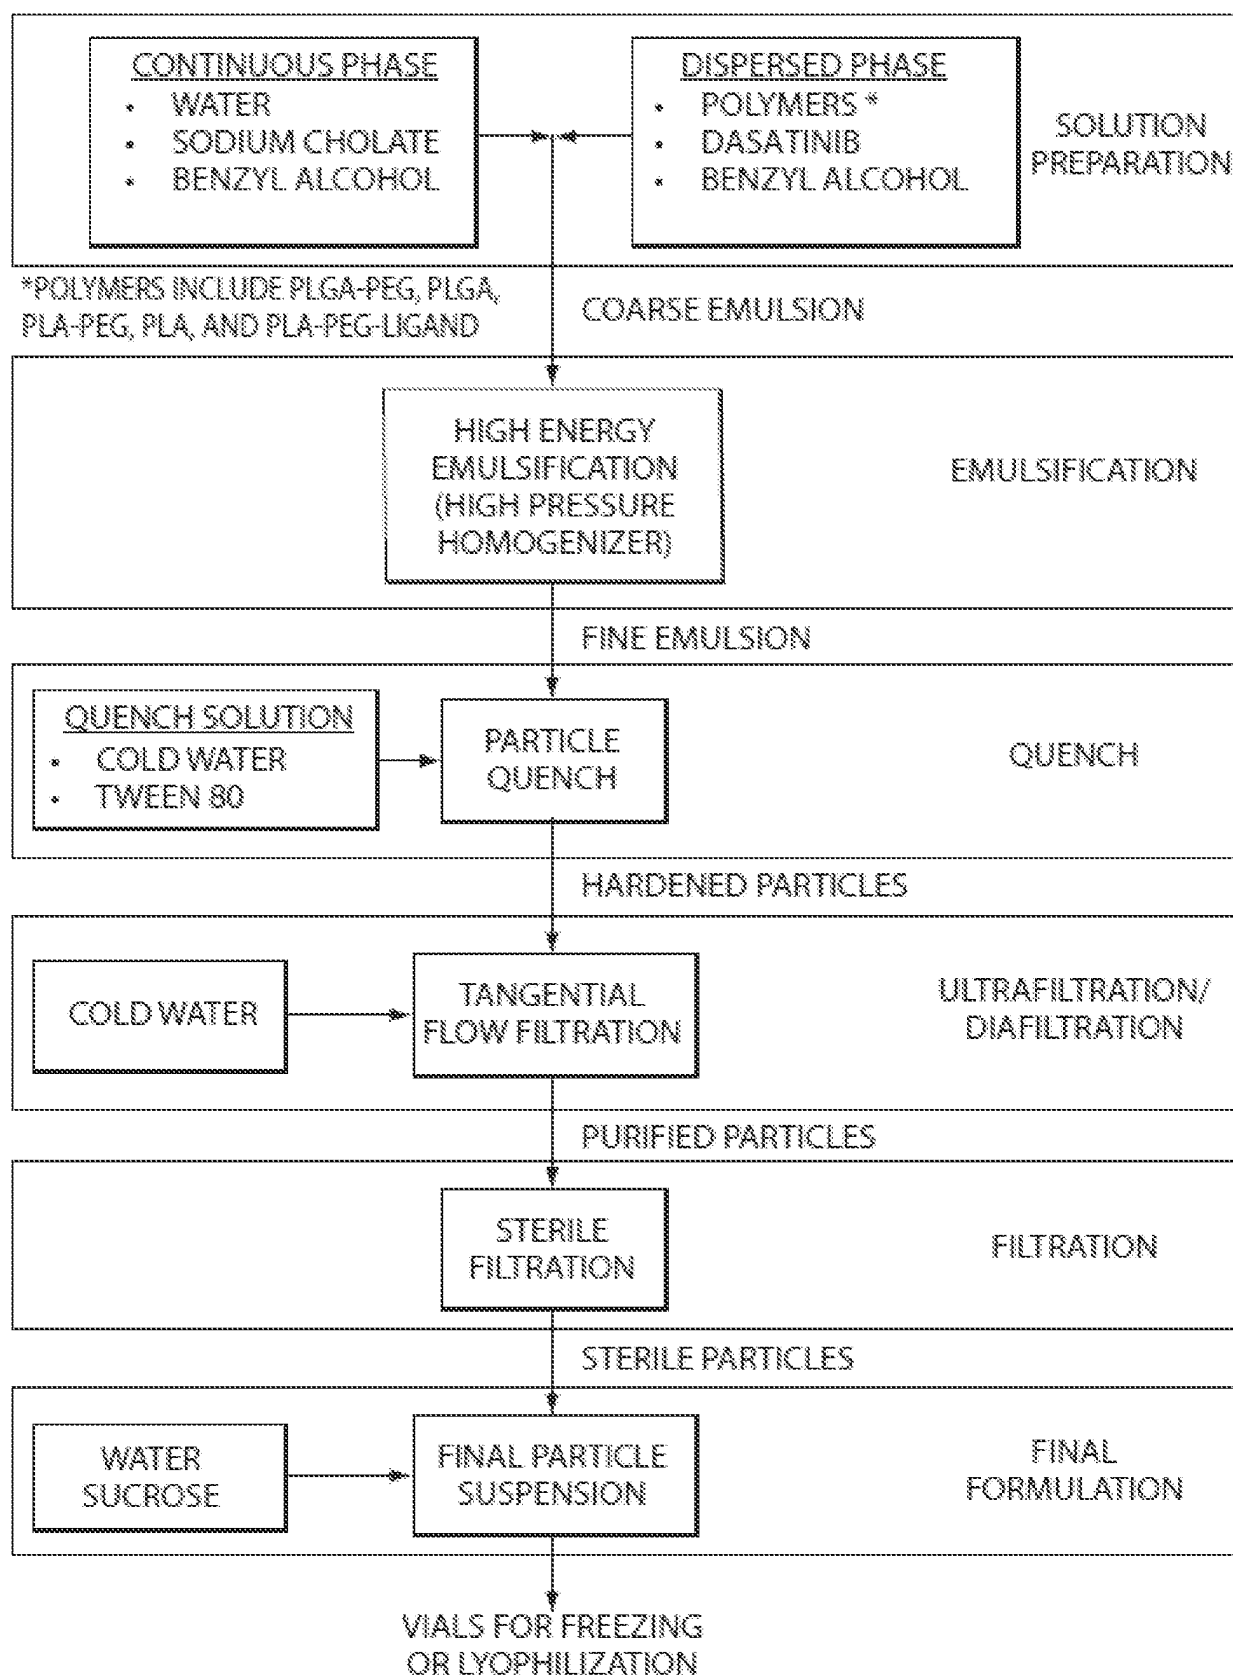 CONTINUOUS PHASE
• WATER
• SODIUM CHOLATE
• BENZYL ALCOHOL
DISPERSED PHASE
• POLYMERS *
• DASATINIB
• BENZYL ALCOHOL
SOLUTION
PREPARATION
*POLYMERS INCLUDE PLGA-PEG, PLGA,
PLA-PEG, PLA, AND PLA-PEG-LIGAND
COARSE EMULSION
HIGH ENERGY
EMULSIFICATION
(HIGH PRESSURE
HOMOGENIZER)
EMULSIFICATION
FINE EMULSION
QUENCH SOLUTION
• COLD WATER
• TWEEN 80
PARTICLE
QUENCH
QUENCH
HARDENED PARTICLES
COLD WATER
TANGENTIAL
FLOW FILTRATION
ULTRAFILTRATION/
DIAFILTRATION
PURIFIED PARTICLES
STERILE
FILTRATION
FILTRATION
STERILE PARTICLES
WATER
SUCROSE
FINAL PARTICLE
SUSPENSION
FINAL
FORMULATION
VIALS FOR FREEZING
OR LYOPHILIZATION